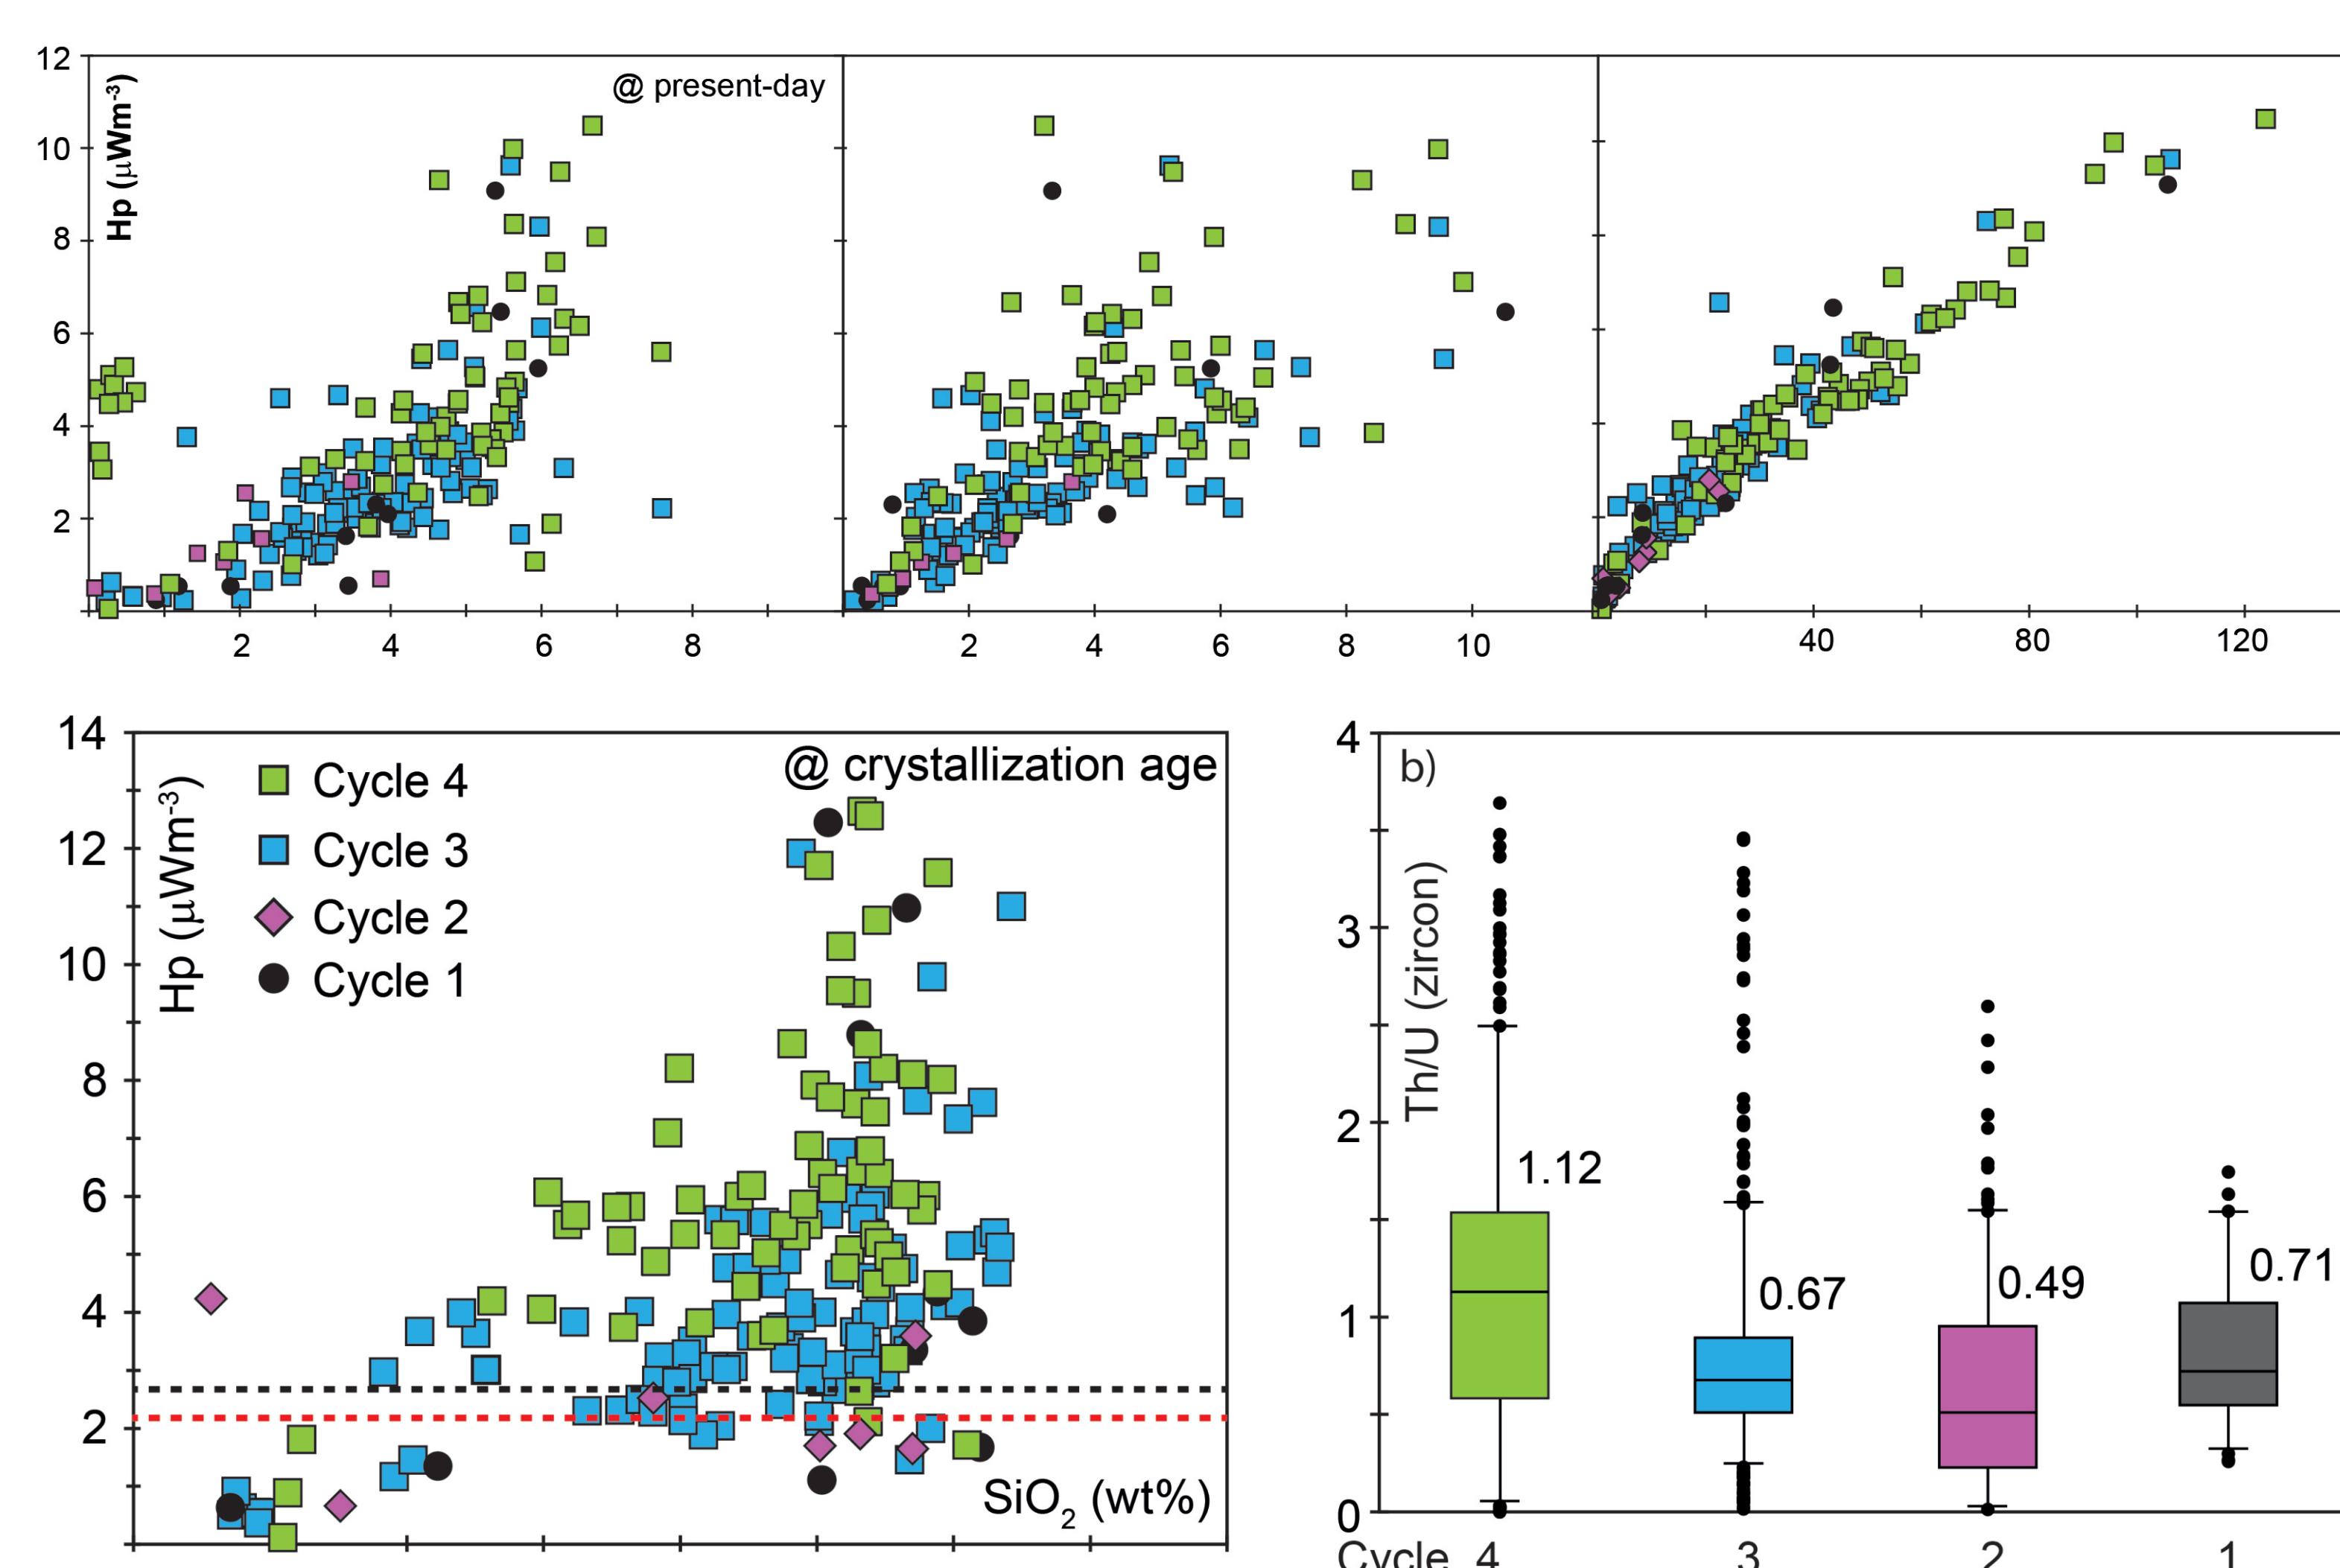 12
10
8
6
4
2
Hp (μWm-3)
@ present-day
2 4 6 8
2 4 6 8 10
40 80 120
14
12
10
8
6
4
2
Hp (μWm-3)
@ crystallization age
Cycle 4
Cycle 3
Cycle 2
Cycle 1
SiO2 (wt%)
4
3
2
1
0
b)
Th/U (zircon)
1.12
0.67
0.49
0.71
Cycle 4 3 2 1